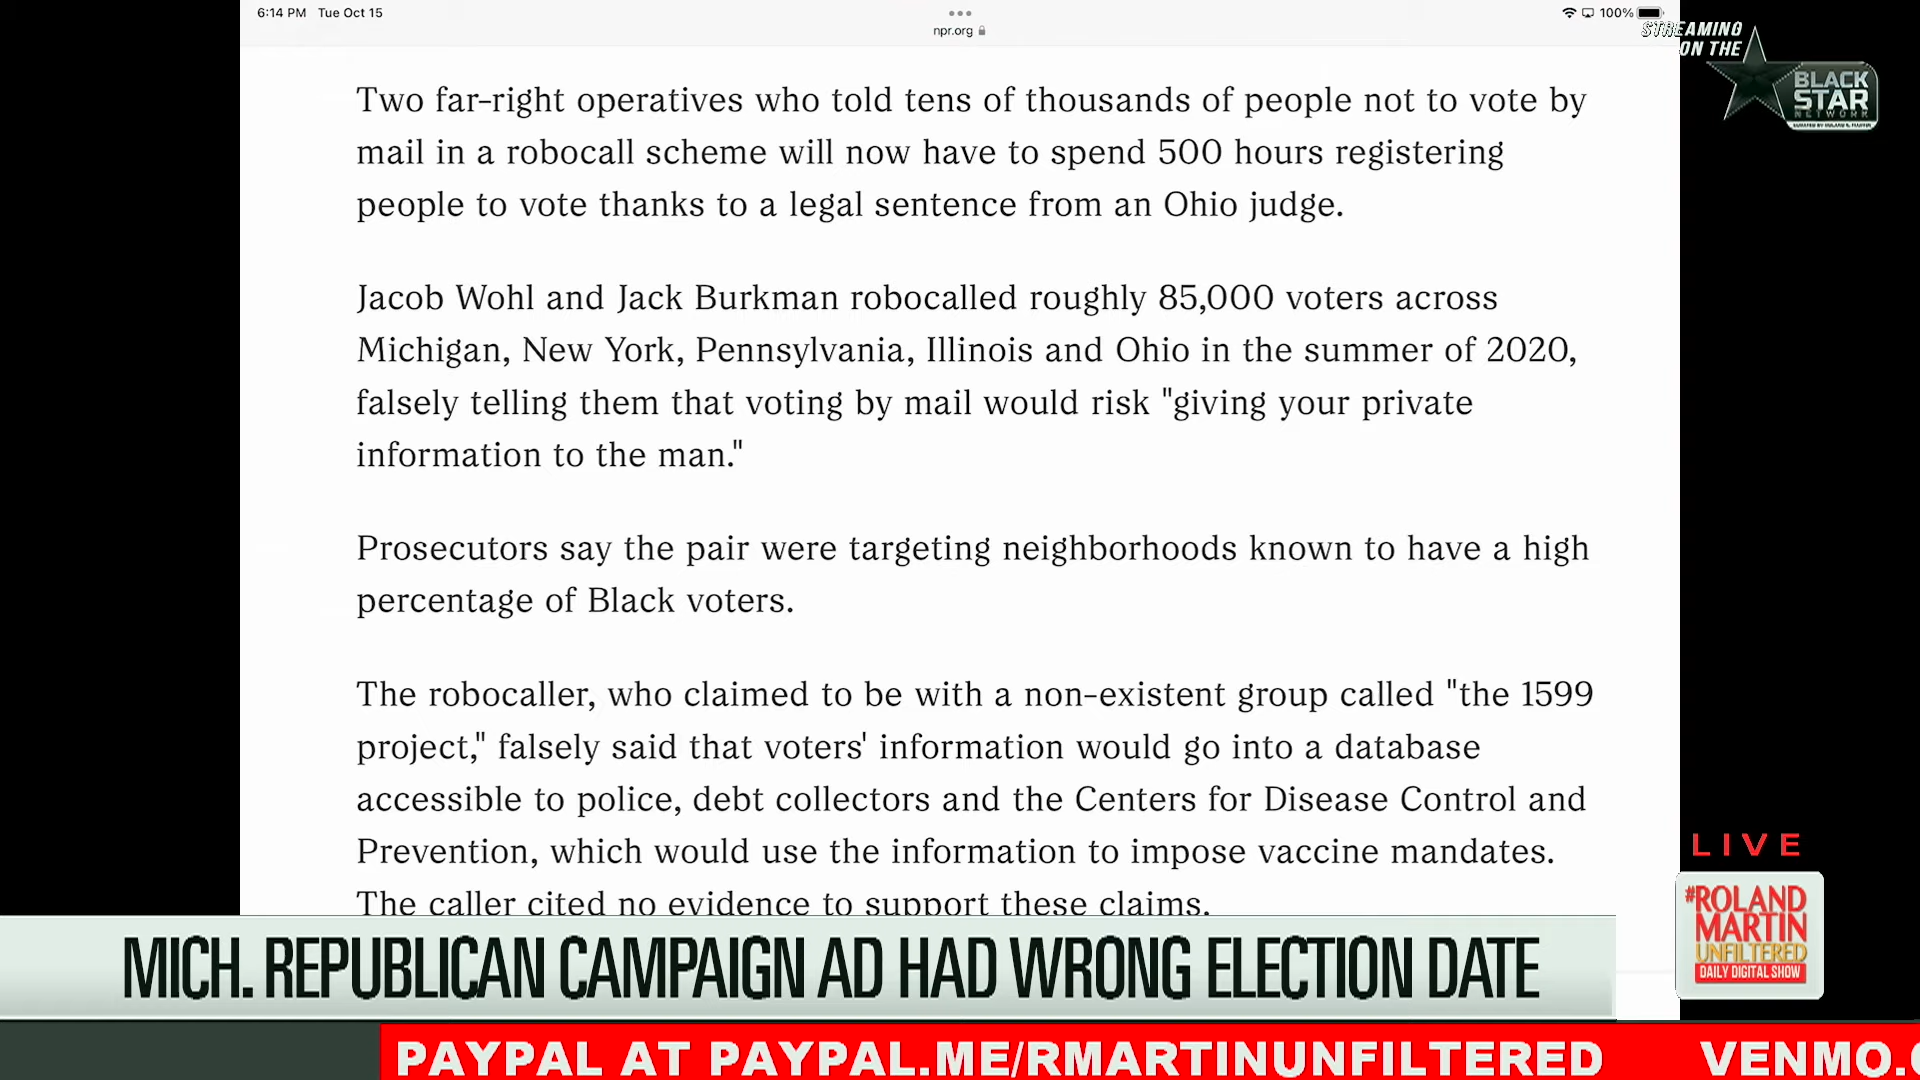 6:14 PM Tue Oct 15
npr.org
100%
STREAMING
ON THE
BLACK
STAR
NETWORK
Two far-right operatives who told tens of thousands of people not to vote by
mail in a robocall scheme will now have to spend 500 hours registering
people to vote thanks to a legal sentence from an Ohio judge.
Jacob Wohl and Jack Burkman robocalled roughly 85,000 voters across
Michigan, New York, Pennsylvania, Illinois and Ohio in the summer of 2020,
falsely telling them that voting by mail would risk "giving your private
information to the man."
Prosecutors say the pair were targeting neighborhoods known to have a high
percentage of Black voters.
The robocaller, who claimed to be with a non-existent group called "the 1599
project," falsely said that voters' information would go into a database
accessible to police, debt collectors and the Centers for Disease Control and
Prevention, which would use the information to impose vaccine mandates.
The caller cited no evidence to support these claims.
LIVE
#ROLAND
MARTIN
UNFILTERED
DAILY DIGITAL SHOW
MICH. REPUBLICAN CAMPAIGN AD HAD WRONG ELECTION DATE
PAYPAL AT PAYPAL.ME/RMARTINUNFILTERED VENMO.